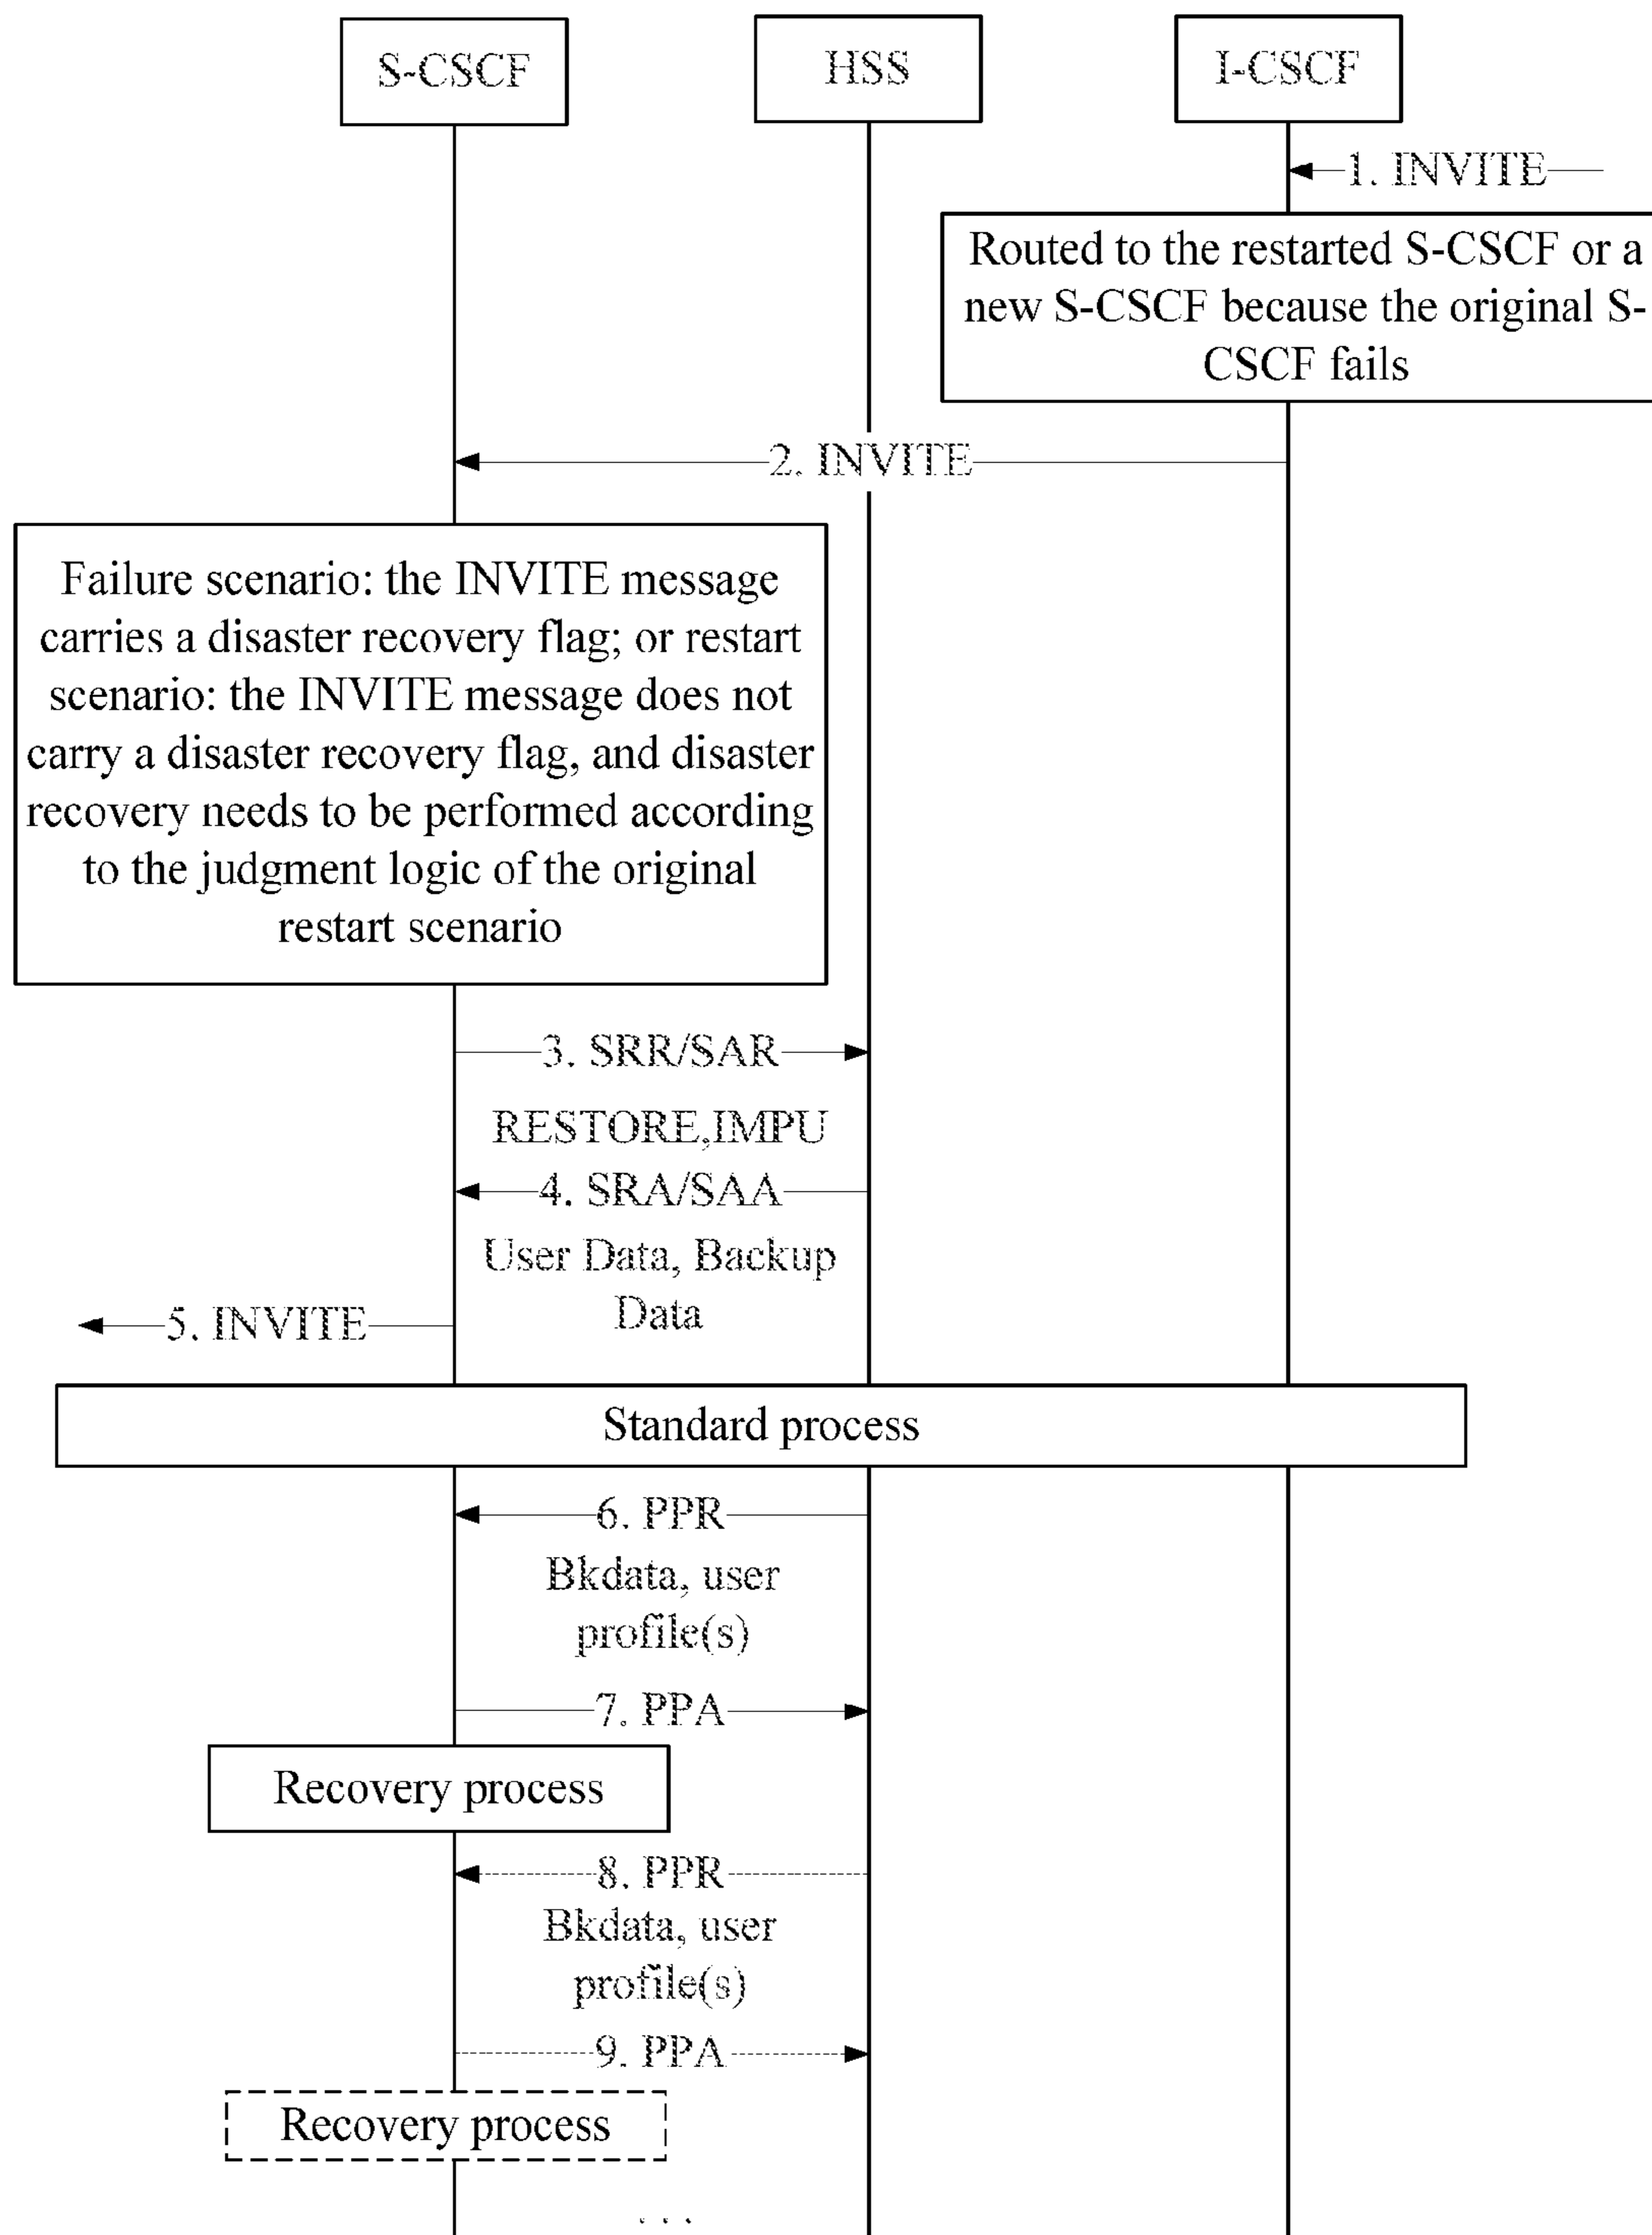 S-CSCF
HSS
I-CSCF
1. INVITE
Routed to the restarted S-CSCF or a
new S-CSCF because the original S-
CSCF fails
2. INVITE
Failure scenario: the INVITE message
carries a disaster recovery flag; or restart
scenario: the INVITE message does not
carry a disaster recovery flag, and disaster
recovery needs to be performed according
to the judgment logic of the original
restart scenario
3. SRR/SAR
RESTORE,IMPU
4. SRA/SAA
User Data, Backup
Data
5. INVITE
Standard process
6. PPR
Bkdata, user
profile(s)
7. PPA
Recovery process
8. PPR
Bkdata, user
profile(s)
9. PPA
Recovery process
. . .